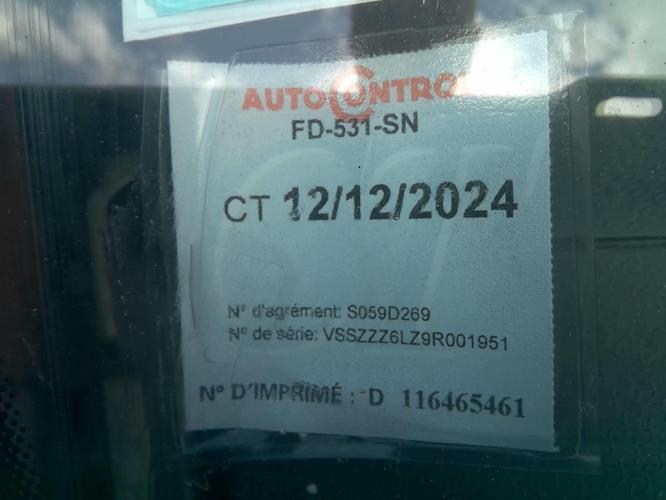 AUTOCONTROL
FD-531-SN
CT 12/12/2024
N° d'agrément: S059D269
N° de série: VSSZZZ6LZ9R001951
N° D'IMPRIMÉ : D 116465461